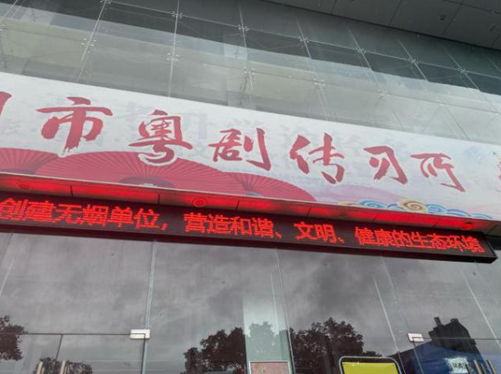 市粤剧传习所
创建无烟单位，营造和谐、文明、健康的生态环境